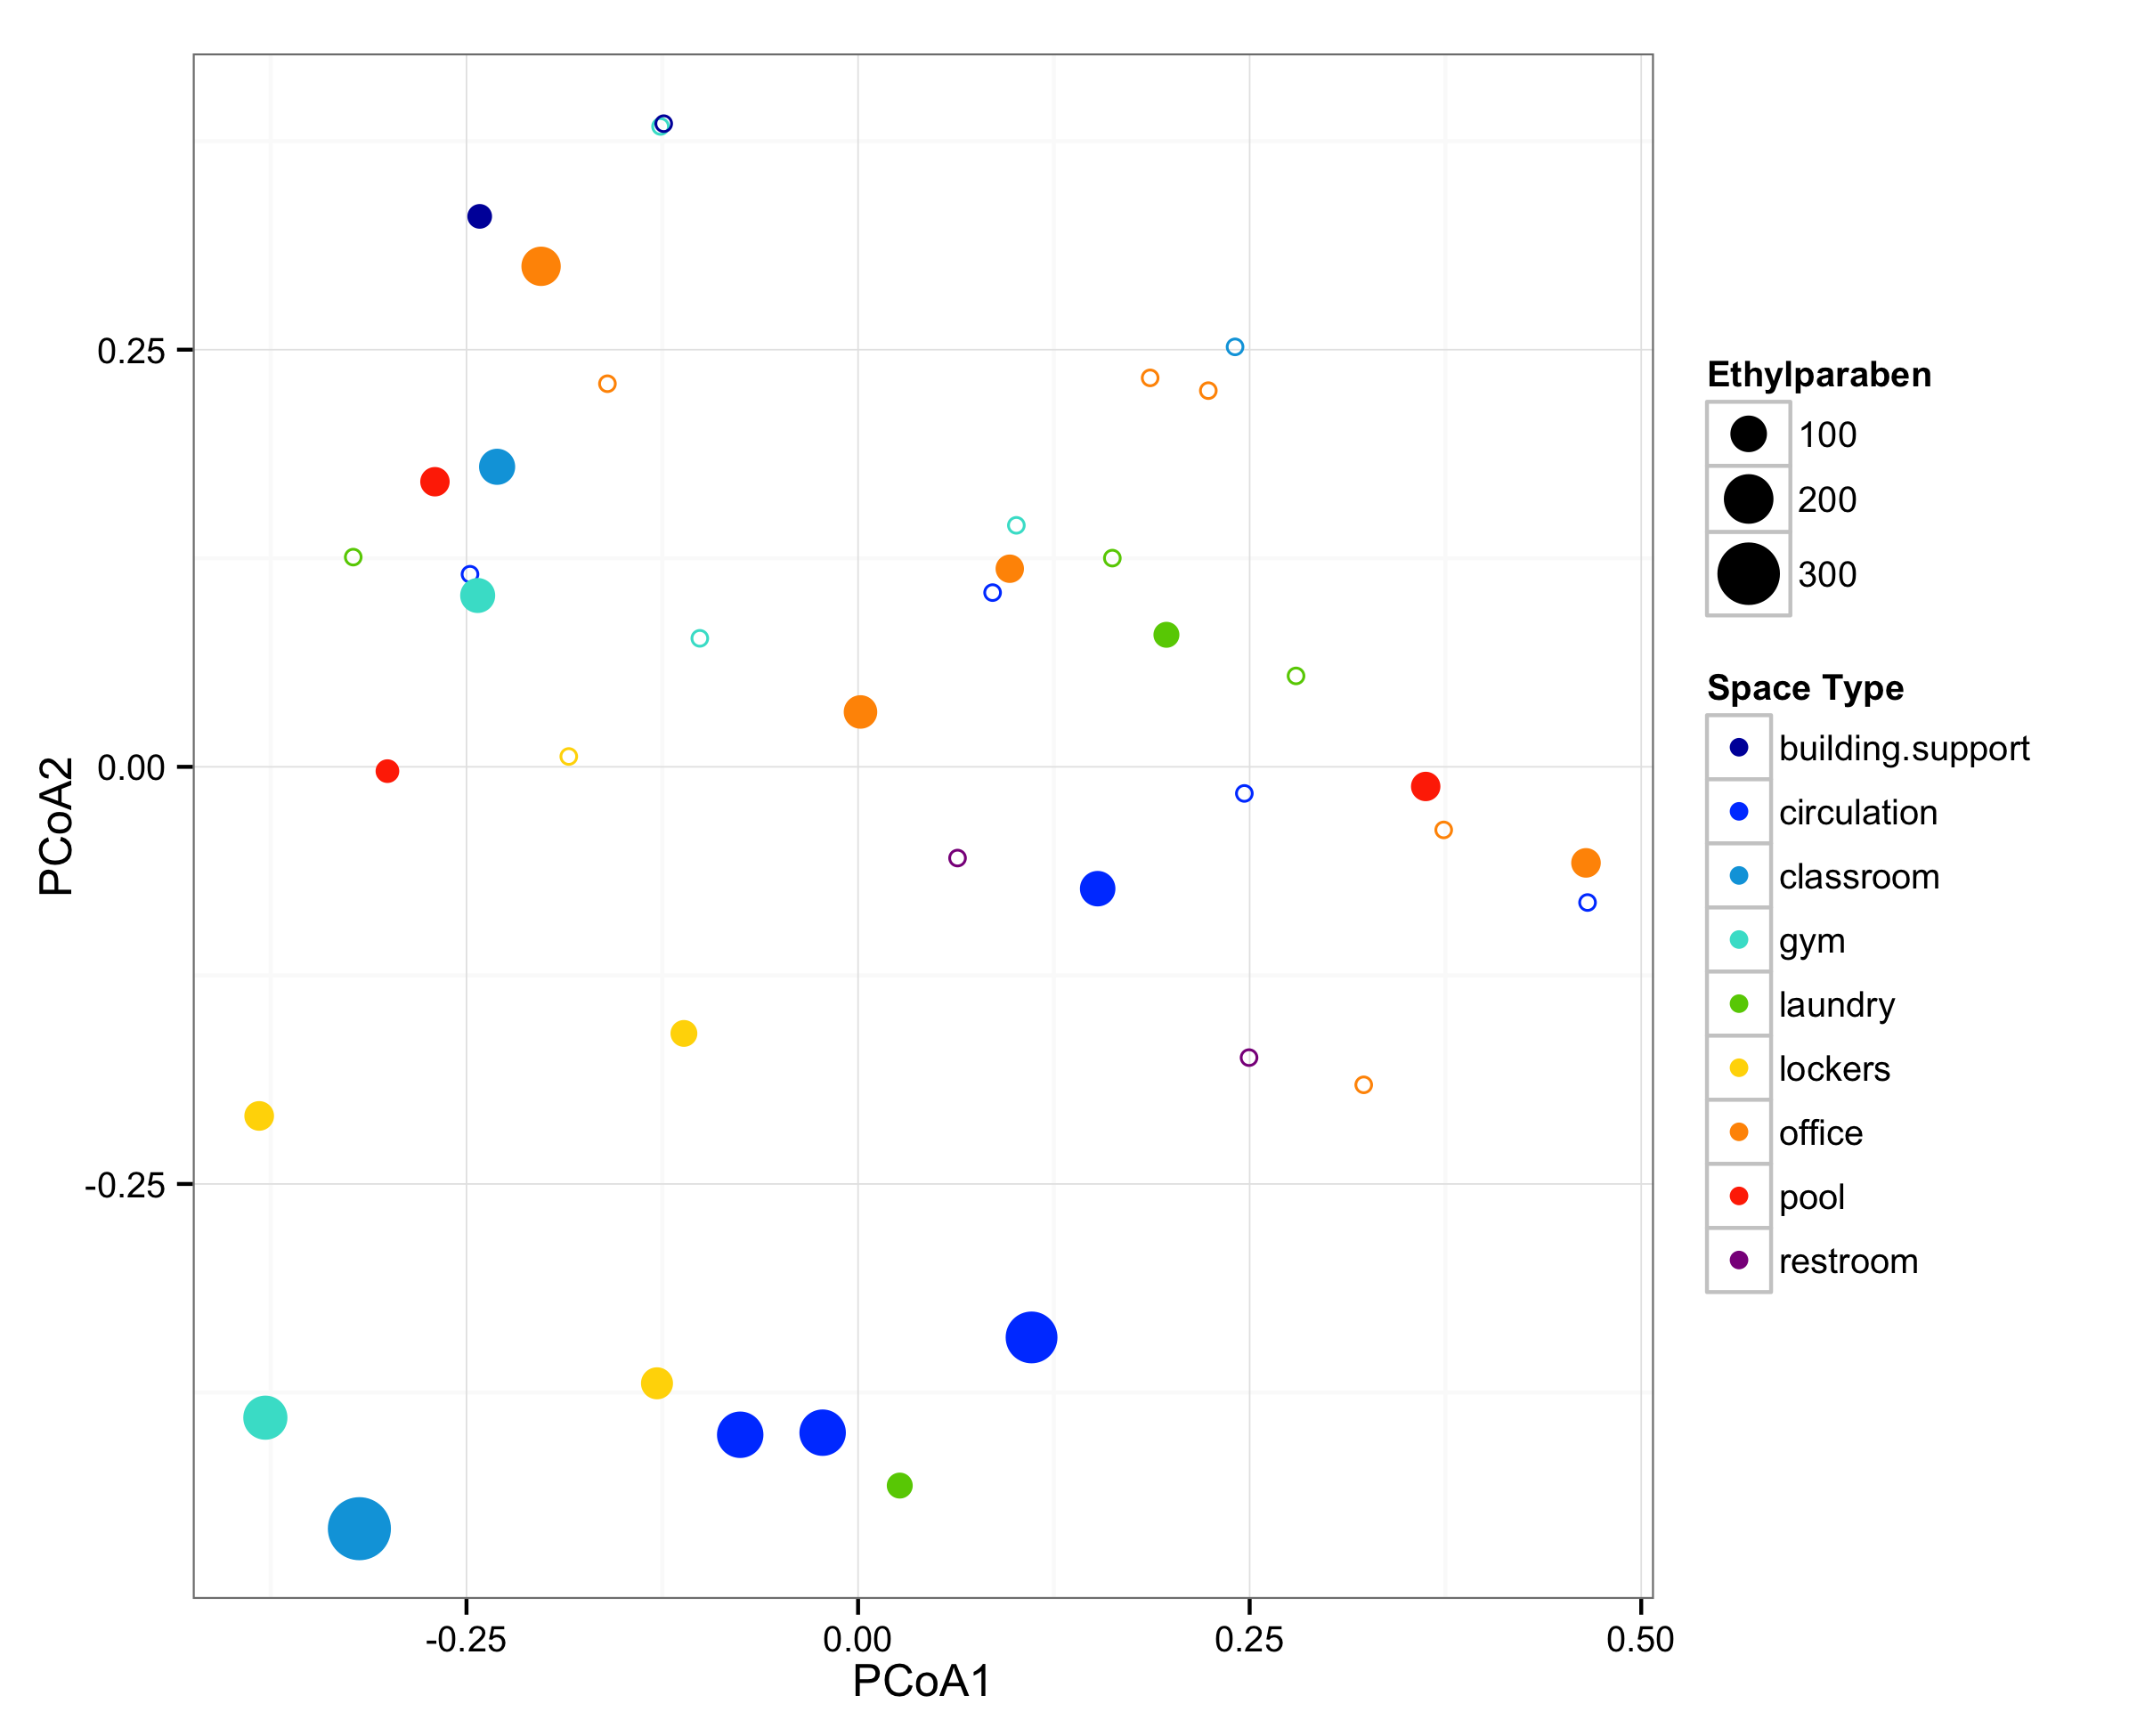 0.25
0.00
-0.25
PCoA2
-0.25
0.00
0.25
0.50
PCoA1
Ethylparaben
100
200
300
Space Type
building.support
circulation
classroom
gym
laundry
lockers
office
pool
restroom